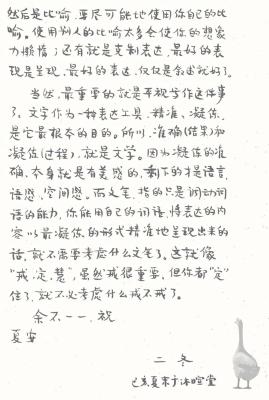 然后是比喻,要尽可能地使用你自己的比
喻。使用别人的比喻太多会使你的想象
力懒惰;还有就是克制表达,最好的表
现是呈现,最好的表达,仅仅是余述就好了。
当然,最重要的就是平视写作这件事
了。文字作为一种表达工具,精准、凝练,
是它最根本的目的。所以,准确(结果)和
凝练(过程),就是文学。因为凝练的准
确,本身就是有美感的,剩下的才是语言,
语感,空间感。而文笔,指的只是调动词
语的能力,你能用自己的词语,将表达的内
容以最凝练的形式精准地呈现出来的
话,就不需要考虑什么文笔了。这就像
“戒、定、慧”,虽然戒很重要,但你都“定”
住了,就不必考虑什么戒不戒了。
余不一一,祝
夏安
二冬
己亥夏末于沐暄堂